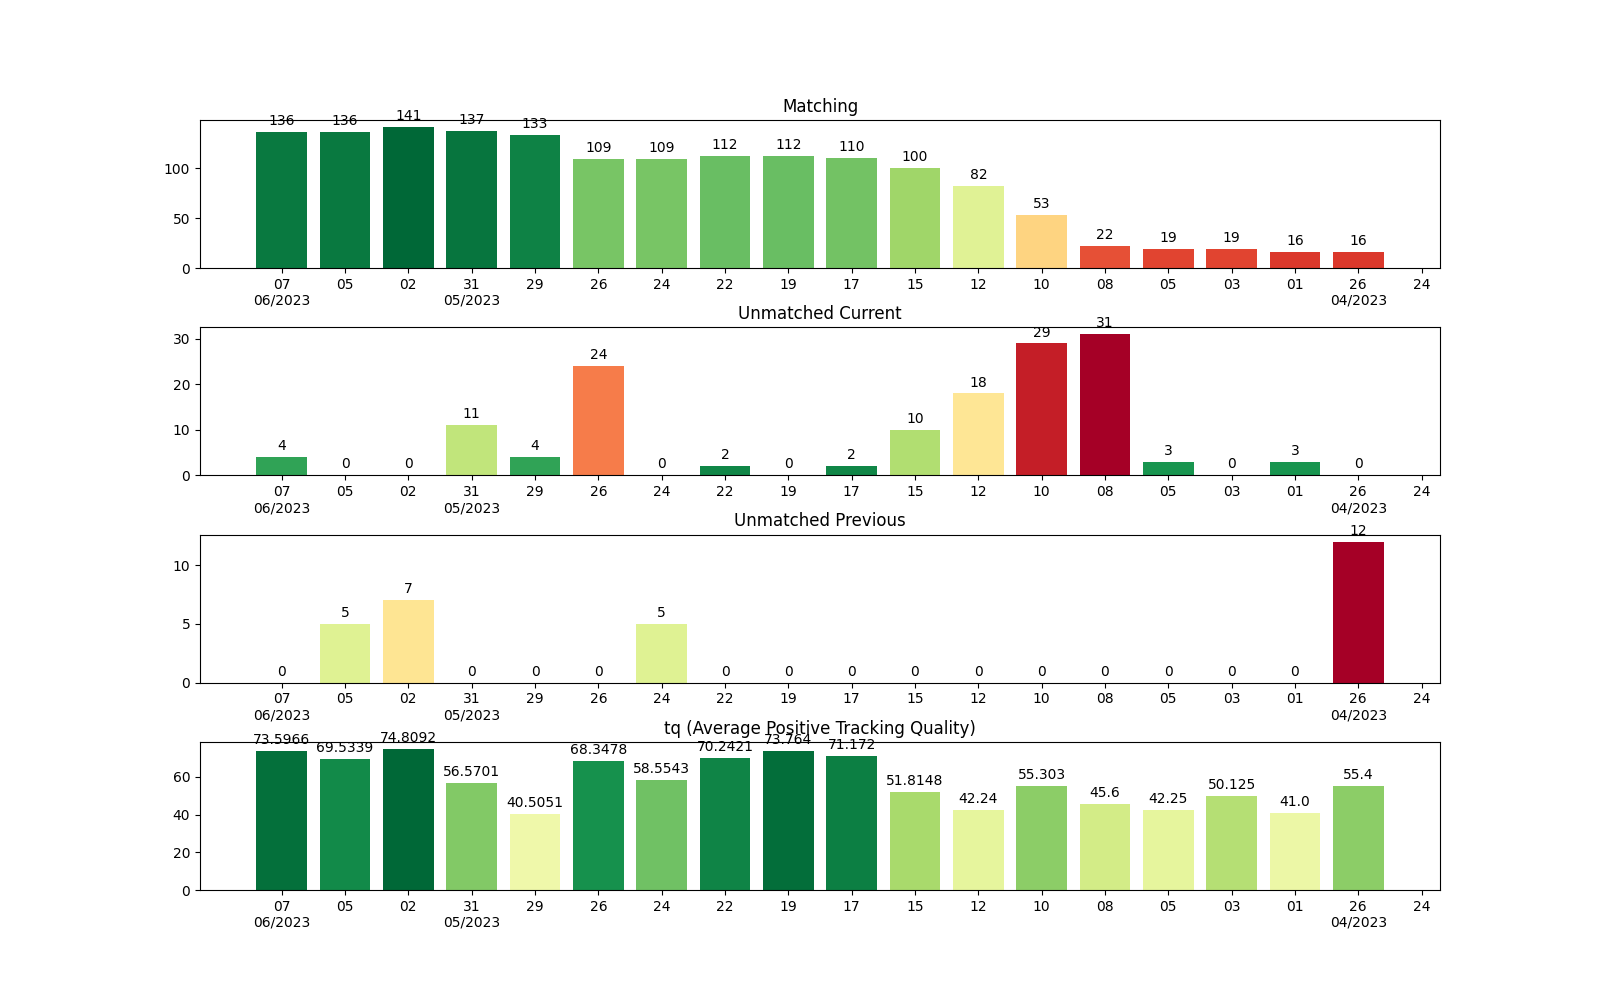 Matching
136 136 141 137 133 109 109 112 112 110 100 82 53 22 19 19 16 16
100
50
0
07 05 02 31 29 26 24 22 19 17 15 12 10 08 05 03 01 26 24
06/2023 05/2023 04/2023
Unmatched Current
4 0 0 11 4 24 0 2 0 2 10 18 29 31 3 0 3 0
30
20
10
0
07 05 02 31 29 26 24 22 19 17 15 12 10 08 05 03 01 26 24
06/2023 05/2023 04/2023
Unmatched Previous
0 5 7 0 0 0 5 0 0 0 0 0 0 0 0 0 0 12
10
5
0
07 05 02 31 29 26 24 22 19 17 15 12 10 08 05 03 01 26 24
06/2023 05/2023 04/2023
tq (Average Positive Tracking Quality)
73.5966 69.5339 74.8092 56.5701 40.5051 68.3478 58.5543 70.2421 73.764 71.172 51.8148 42.24 55.303 45.6 42.25 50.125 41.0 55.4
60
40
20
0
07 05 02 31 29 26 24 22 19 17 15 12 10 08 05 03 01 26 24
06/2023 05/2023 04/2023